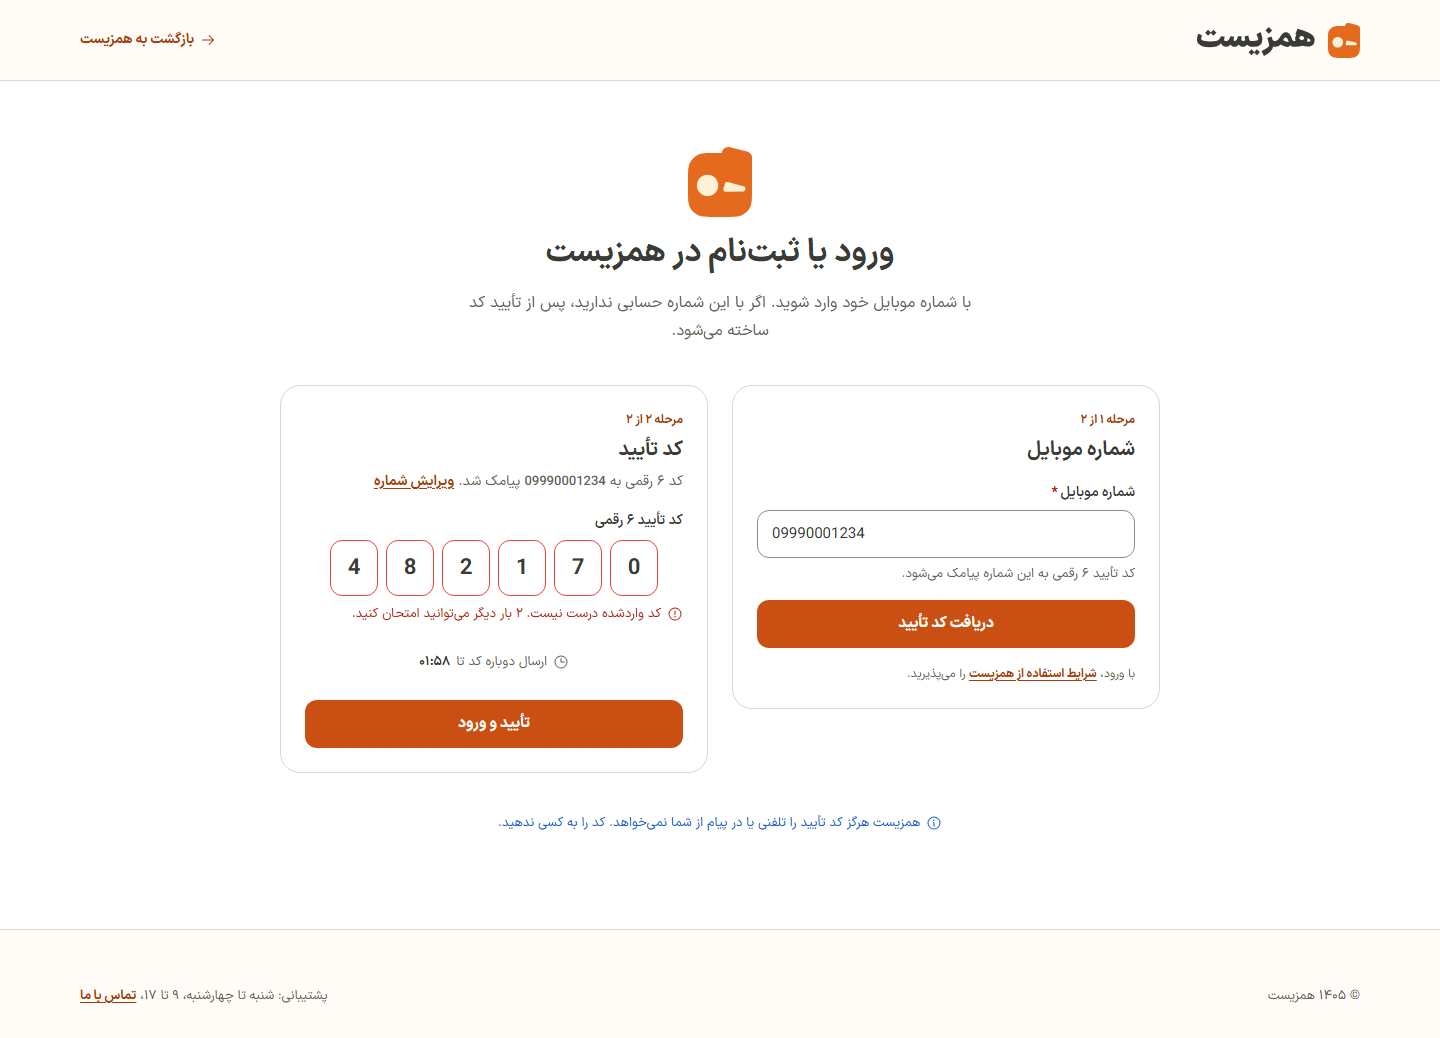 همزیست
بازگشت به همزیست
ورود یا ثبت‌نام در همزیست
با شماره موبایل خود وارد شوید. اگر با این شماره حسابی ندارید، پس از تأیید کد
ساخته می‌شود.
مرحله ۱ از ۲
شماره موبایل
شماره موبایل *
09990001234
کد تأیید ۶ رقمی به این شماره پیامک می‌شود.
دریافت کد تأیید
با ورود، شرایط استفاده از همزیست را می‌پذیرید.
مرحله ۲ از ۲
کد تأیید
کد ۶ رقمی به 09990001234 پیامک شد. ویرایش شماره
کد تأیید ۶ رقمی
4 8 2 1 7 0
کد واردشده درست نیست. ۲ بار دیگر می‌توانید امتحان کنید.
ارسال دوباره کد تا ۰۱:۵۸
تأیید و ورود
همزیست هرگز کد تأیید را تلفنی یا در پیام از شما نمی‌خواهد. کد را به کسی ندهید.
© ۱۴۰۵ همزیست
پشتیبانی: شنبه تا چهارشنبه، ۹ تا ۱۷، تماس با ما